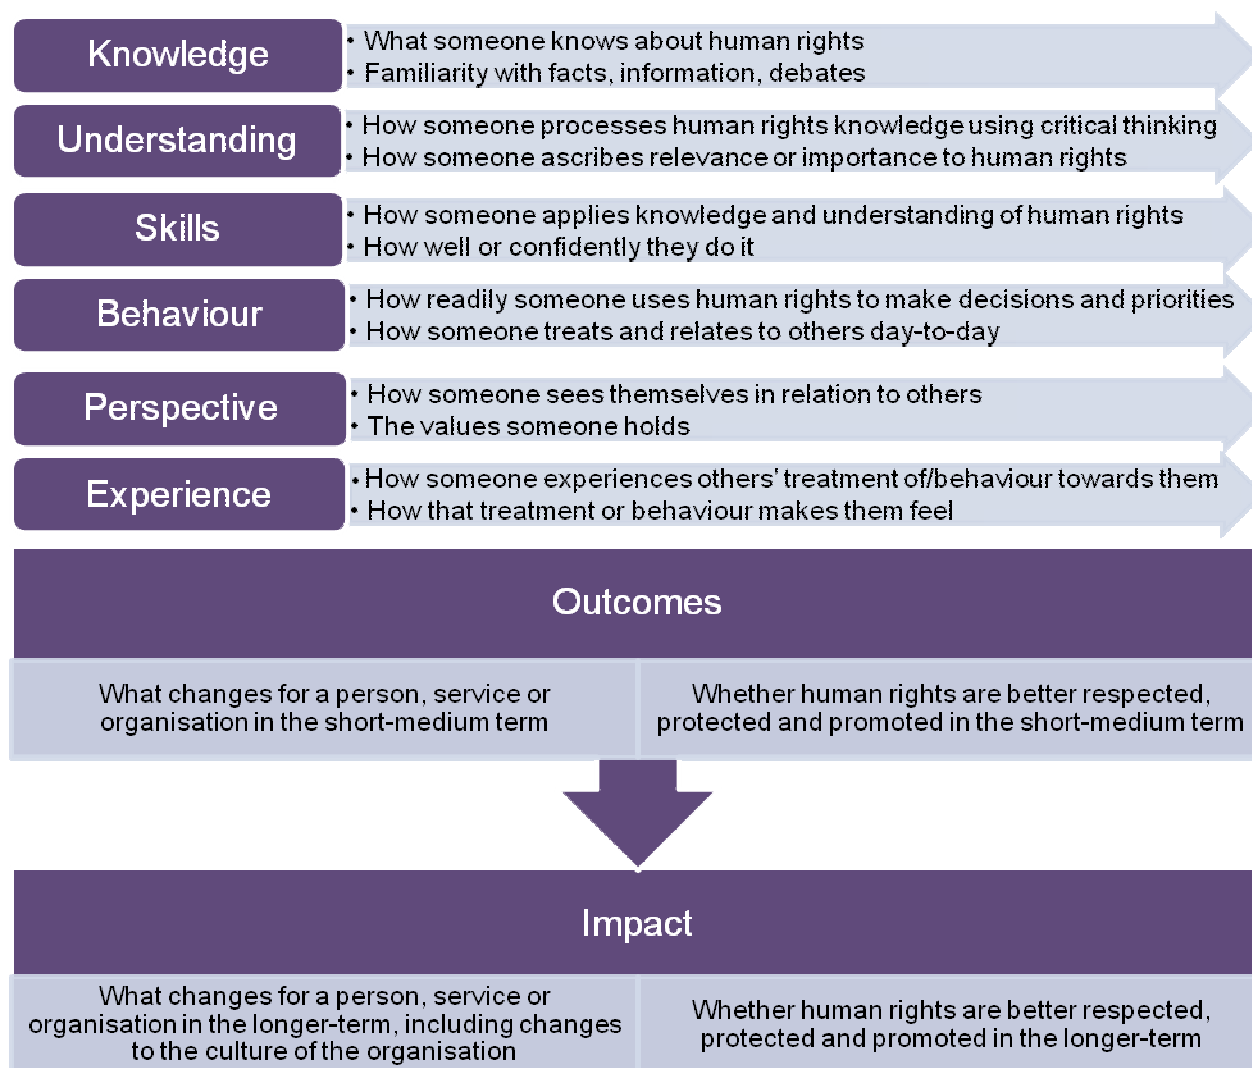 Knowledge
• What someone knows about human rights
• Familiarity with facts, information, debates
Understanding
• How someone processes human rights knowledge using critical thinking
• How someone ascribes relevance or importance to human rights
Skills
• How someone applies knowledge and understanding of human rights
• How well or confidently they do it
Behaviour
• How readily someone uses human rights to make decisions and priorities
• How someone treats and relates to others day-to-day
Perspective
• How someone sees themselves in relation to others
• The values someone holds
Experience
• How someone experiences others' treatment of/behaviour towards them
• How that treatment or behaviour makes them feel
Outcomes
What changes for a person, service or
organisation in the short-medium term
Whether human rights are better respected,
protected and promoted in the short-medium term
Impact
What changes for a person, service or
organisation in the longer-term, including changes
to the culture of the organisation
Whether human rights are better respected,
protected and promoted in the longer-term